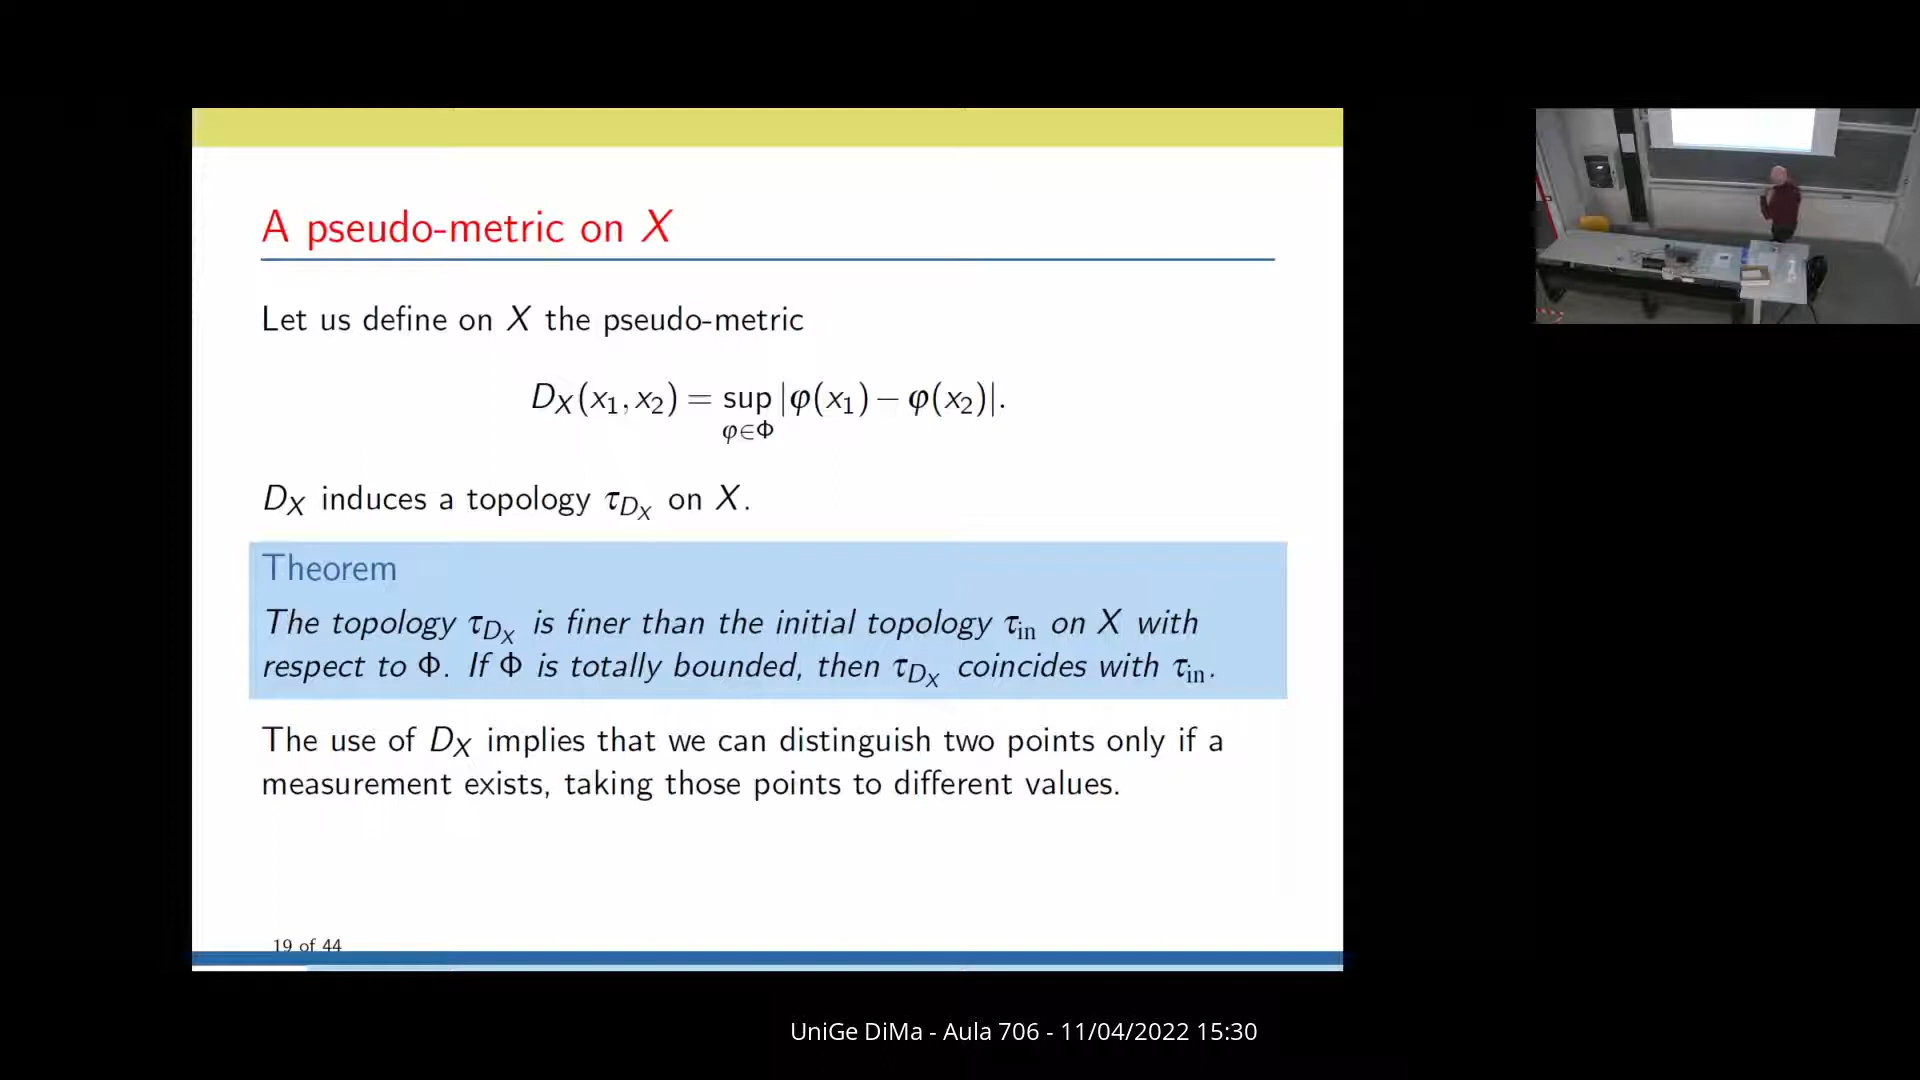 A pseudo-metric on X
Let us define on X the pseudo-metric
D_X(x_1, x_2) = sup_{φ∈Φ} |φ(x_1) − φ(x_2)|.
D_X induces a topology τ_{D_X} on X.
Theorem
The topology τ_{D_X} is finer than the initial topology τ_in on X with
respect to Φ. If Φ is totally bounded, then τ_{D_X} coincides with τ_in.
The use of D_X implies that we can distinguish two points only if a
measurement exists, taking those points to different values.
19 of 44
UniGe DiMa - Aula 706 - 11/04/2022 15:30